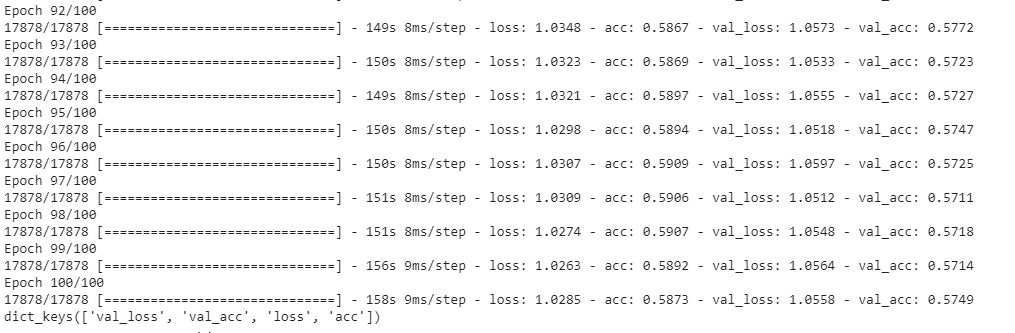 Epoch 92/100
17878/17878 [==============================] - 149s 8ms/step - loss: 1.0348 - acc: 0.5867 - val_loss: 1.0573 - val_acc: 0.5772
Epoch 93/100
17878/17878 [==============================] - 150s 8ms/step - loss: 1.0323 - acc: 0.5869 - val_loss: 1.0533 - val_acc: 0.5723
Epoch 94/100
17878/17878 [==============================] - 149s 8ms/step - loss: 1.0321 - acc: 0.5897 - val_loss: 1.0555 - val_acc: 0.5727
Epoch 95/100
17878/17878 [==============================] - 150s 8ms/step - loss: 1.0298 - acc: 0.5894 - val_loss: 1.0518 - val_acc: 0.5747
Epoch 96/100
17878/17878 [==============================] - 150s 8ms/step - loss: 1.0307 - acc: 0.5909 - val_loss: 1.0597 - val_acc: 0.5725
Epoch 97/100
17878/17878 [==============================] - 151s 8ms/step - loss: 1.0309 - acc: 0.5906 - val_loss: 1.0512 - val_acc: 0.5711
Epoch 98/100
17878/17878 [==============================] - 151s 8ms/step - loss: 1.0274 - acc: 0.5907 - val_loss: 1.0548 - val_acc: 0.5718
Epoch 99/100
17878/17878 [==============================] - 156s 9ms/step - loss: 1.0263 - acc: 0.5892 - val_loss: 1.0564 - val_acc: 0.5714
Epoch 100/100
17878/17878 [==============================] - 158s 9ms/step - loss: 1.0285 - acc: 0.5873 - val_loss: 1.0558 - val_acc: 0.5749
dict_keys(['val_loss', 'val_acc', 'loss', 'acc'])